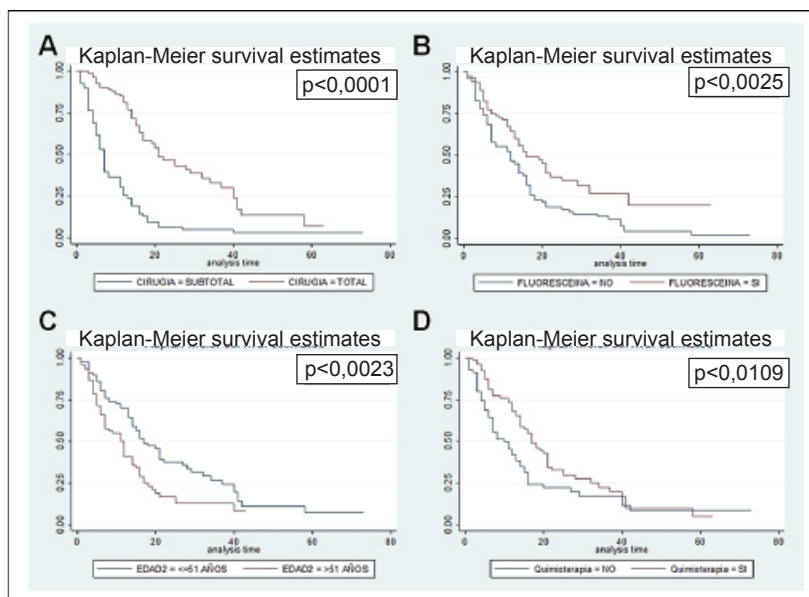 A
Kaplan-Meier survival estimates
p<0,0001
1.00
0.75
0.50
0.25
0.00
0 20 40 60 80
analysis time
CIRUGIA = SUBTOTAL CIRUGIA = TOTAL
B
Kaplan-Meier survival estimates
p<0,0025
1.00
0.75
0.50
0.25
0.00
0 20 40 60 80
analysis time
FLUORESCEINA = NO FLUORESCEINA = SI
C
Kaplan-Meier survival estimates
p<0,0023
1.00
0.75
0.50
0.25
0.00
0 20 40 60 80
analysis time
EDAD2 = <=51 AÑOS EDAD2 = >51 AÑOS
D
Kaplan-Meier survival estimates
p<0,0109
1.00
0.75
0.50
0.25
0.00
0 20 40 60 80
analysis time
Quimioterapia = NO Quimioterapia = SI